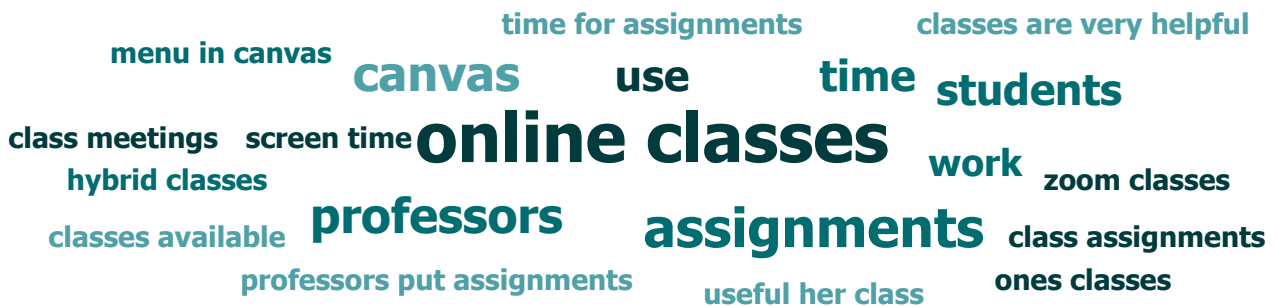 time for assignments
classes are very helpful
menu in canvas
canvas
use
time
students
class meetings
screen time
online classes
work
zoom classes
hybrid classes
professors
assignments
classes available
class assignments
professors put assignments
useful her class
ones classes